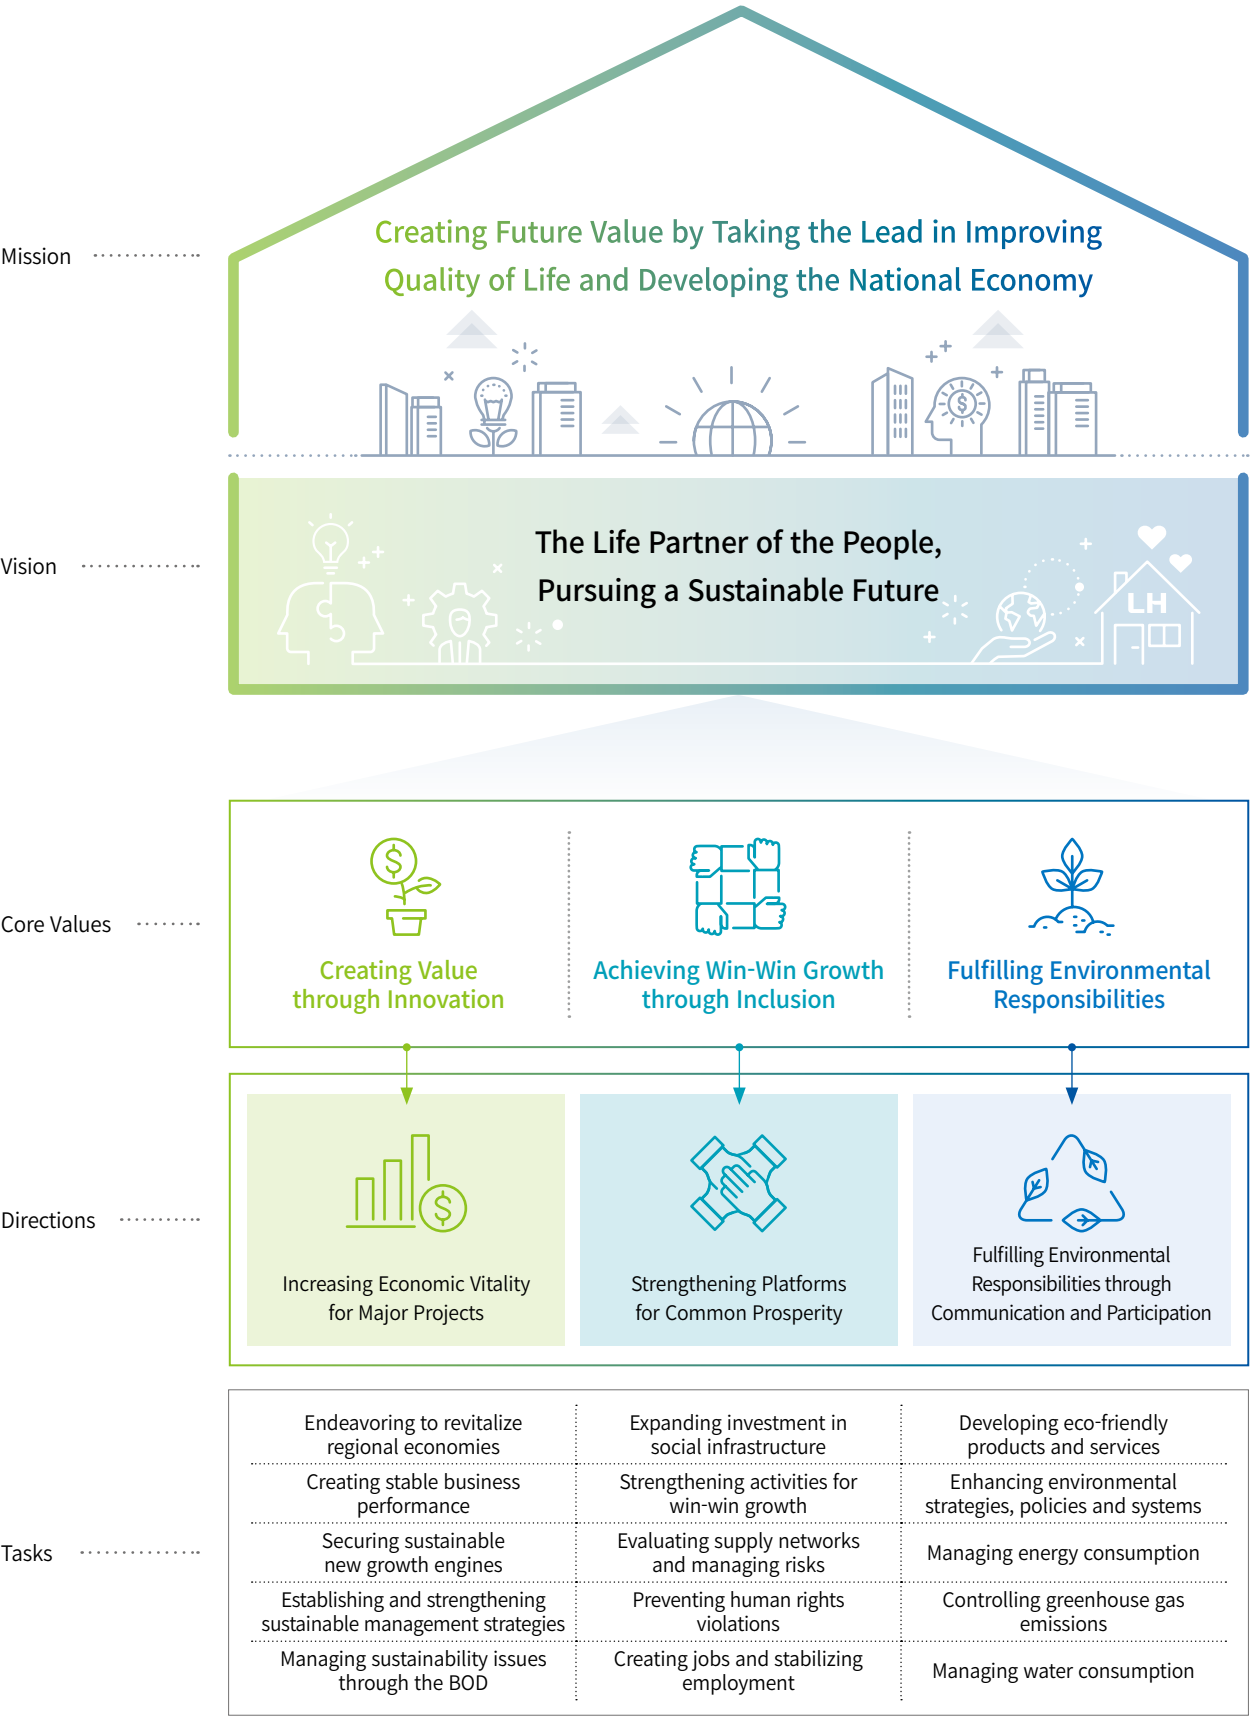 Mission
Creating Future Value by Taking the Lead in Improving
Quality of Life and Developing the National Economy
$
Vision
The Life Partner of the People,
Pursuing a Sustainable Future
LH
Core Values
$
Creating Value
through Innovation
Achieving Win-Win Growth
through Inclusion
Fulfilling Environmental
Responsibilities
Directions
$
Increasing Economic Vitality
for Major Projects
Strengthening Platforms
for Common Prosperity
Fulfilling Environmental
Responsibilities through
Communication and Participation
Tasks
Endeavoring to revitalize
regional economies
Expanding investment in
social infrastructure
Developing eco-friendly
products and services
Creating stable business
performance
Strengthening activities for
win-win growth
Enhancing environmental
strategies, policies and systems
Securing sustainable
new growth engines
Evaluating supply networks
and managing risks
Managing energy consumption
Establishing and strengthening
sustainable management strategies
Preventing human rights
violations
Controlling greenhouse gas
emissions
Managing sustainability issues
through the BOD
Creating jobs and stabilizing
employment
Managing water consumption